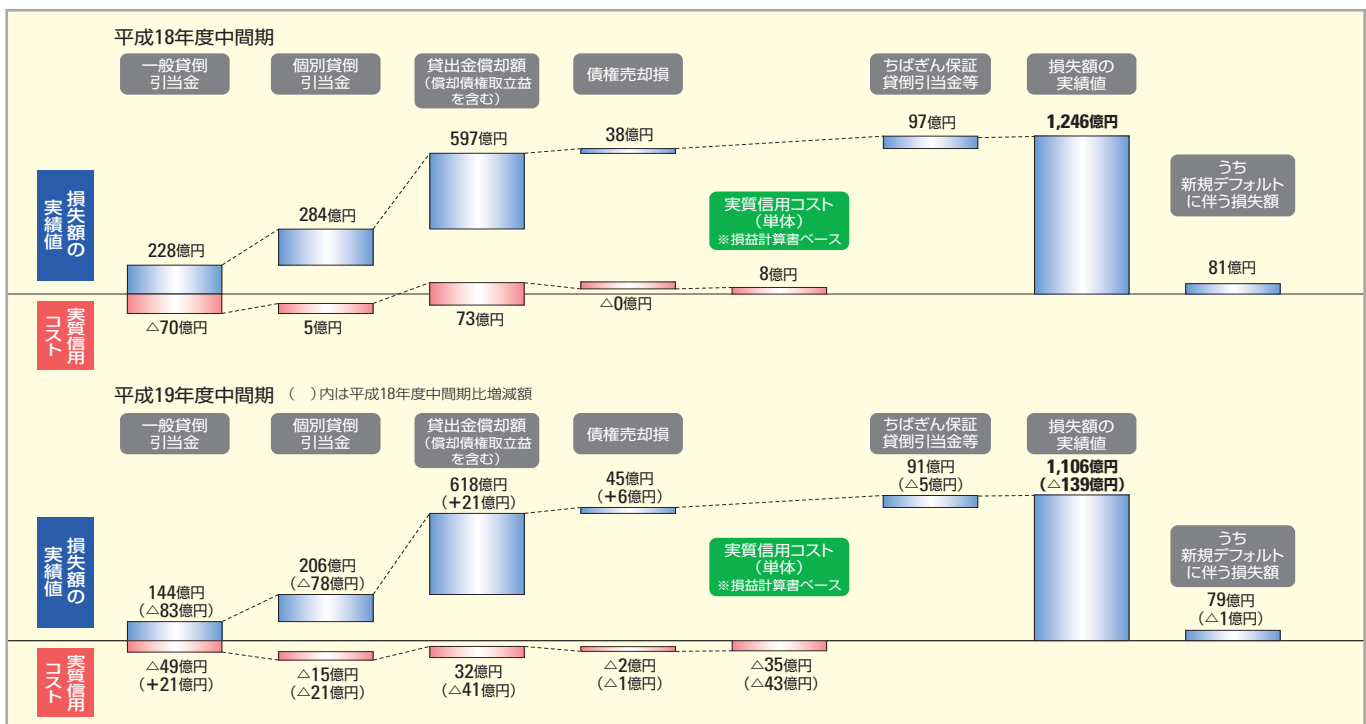 平成18年度中間期
一般貸倒
引当金
個別貸倒
引当金
貸出金償却額
(償却債権取立益
を含む)
債権売却損
ちばぎん保証
貸倒引当金等
損失額の
実績値
損失額の
実績値
228億円
284億円
597億円
38億円
97億円
1,246億円
実質信用コスト
(単体)
※損益計算書ベース
うち
新規デフォルト
に伴う損失額
81億円
実質信用
コスト
△70億円
5億円
73億円
△0億円
8億円
平成19年度中間期 ( )内は平成18年度中間期比増減額
一般貸倒
引当金
個別貸倒
引当金
貸出金償却額
(償却債権取立益
を含む)
債権売却損
ちばぎん保証
貸倒引当金等
損失額の
実績値
損失額の
実績値
144億円
(△83億円)
206億円
(△78億円)
618億円
(+21億円)
45億円
(+6億円)
91億円
(△5億円)
1,106億円
(△139億円)
実質信用コスト
(単体)
※損益計算書ベース
うち
新規デフォルト
に伴う損失額
79億円
(△1億円)
実質信用
コスト
△49億円
(+21億円)
△15億円
(△21億円)
32億円
(△41億円)
△2億円
(△1億円)
△35億円
(△43億円)